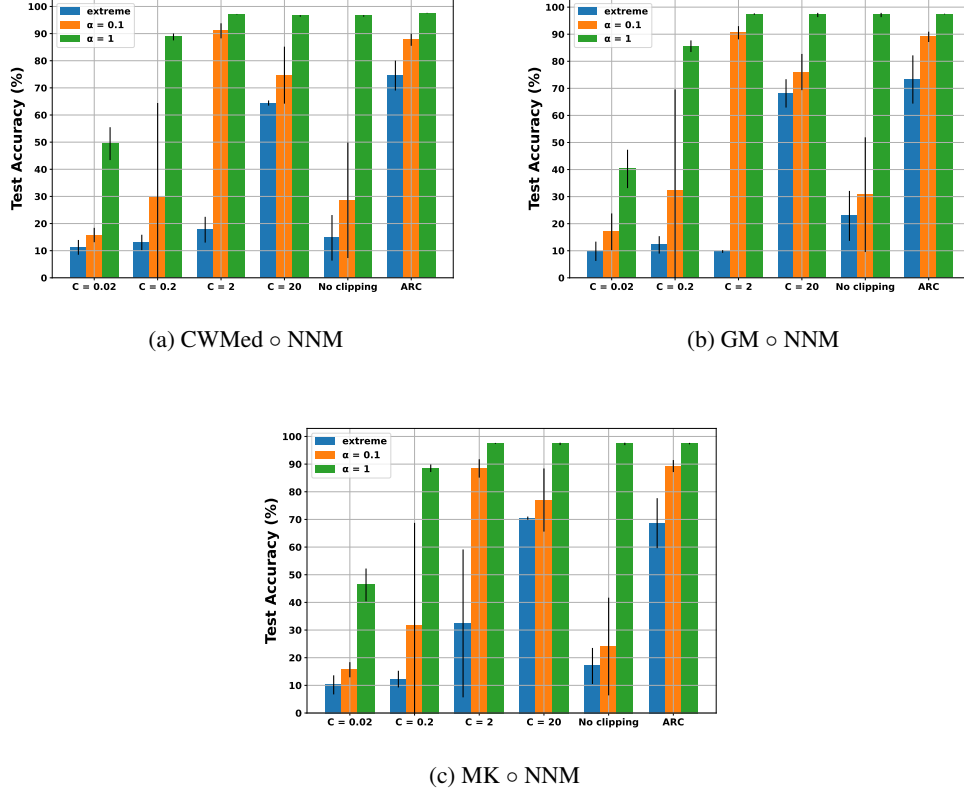 extreme
α = 0.1
α = 1
Test Accuracy (%)
100
90
80
70
60
50
40
30
20
10
0
C = 0.02 C = 0.2 C = 2 C = 20 No clipping ARC
(a) CWMed ∘ NNM
extreme
α = 0.1
α = 1
Test Accuracy (%)
100
90
80
70
60
50
40
30
20
10
0
C = 0.02 C = 0.2 C = 2 C = 20 No clipping ARC
(b) GM ∘ NNM
extreme
α = 0.1
α = 1
Test Accuracy (%)
100
90
80
70
60
50
40
30
20
10
0
C = 0.02 C = 0.2 C = 2 C = 20 No clipping ARC
(c) MK ∘ NNM